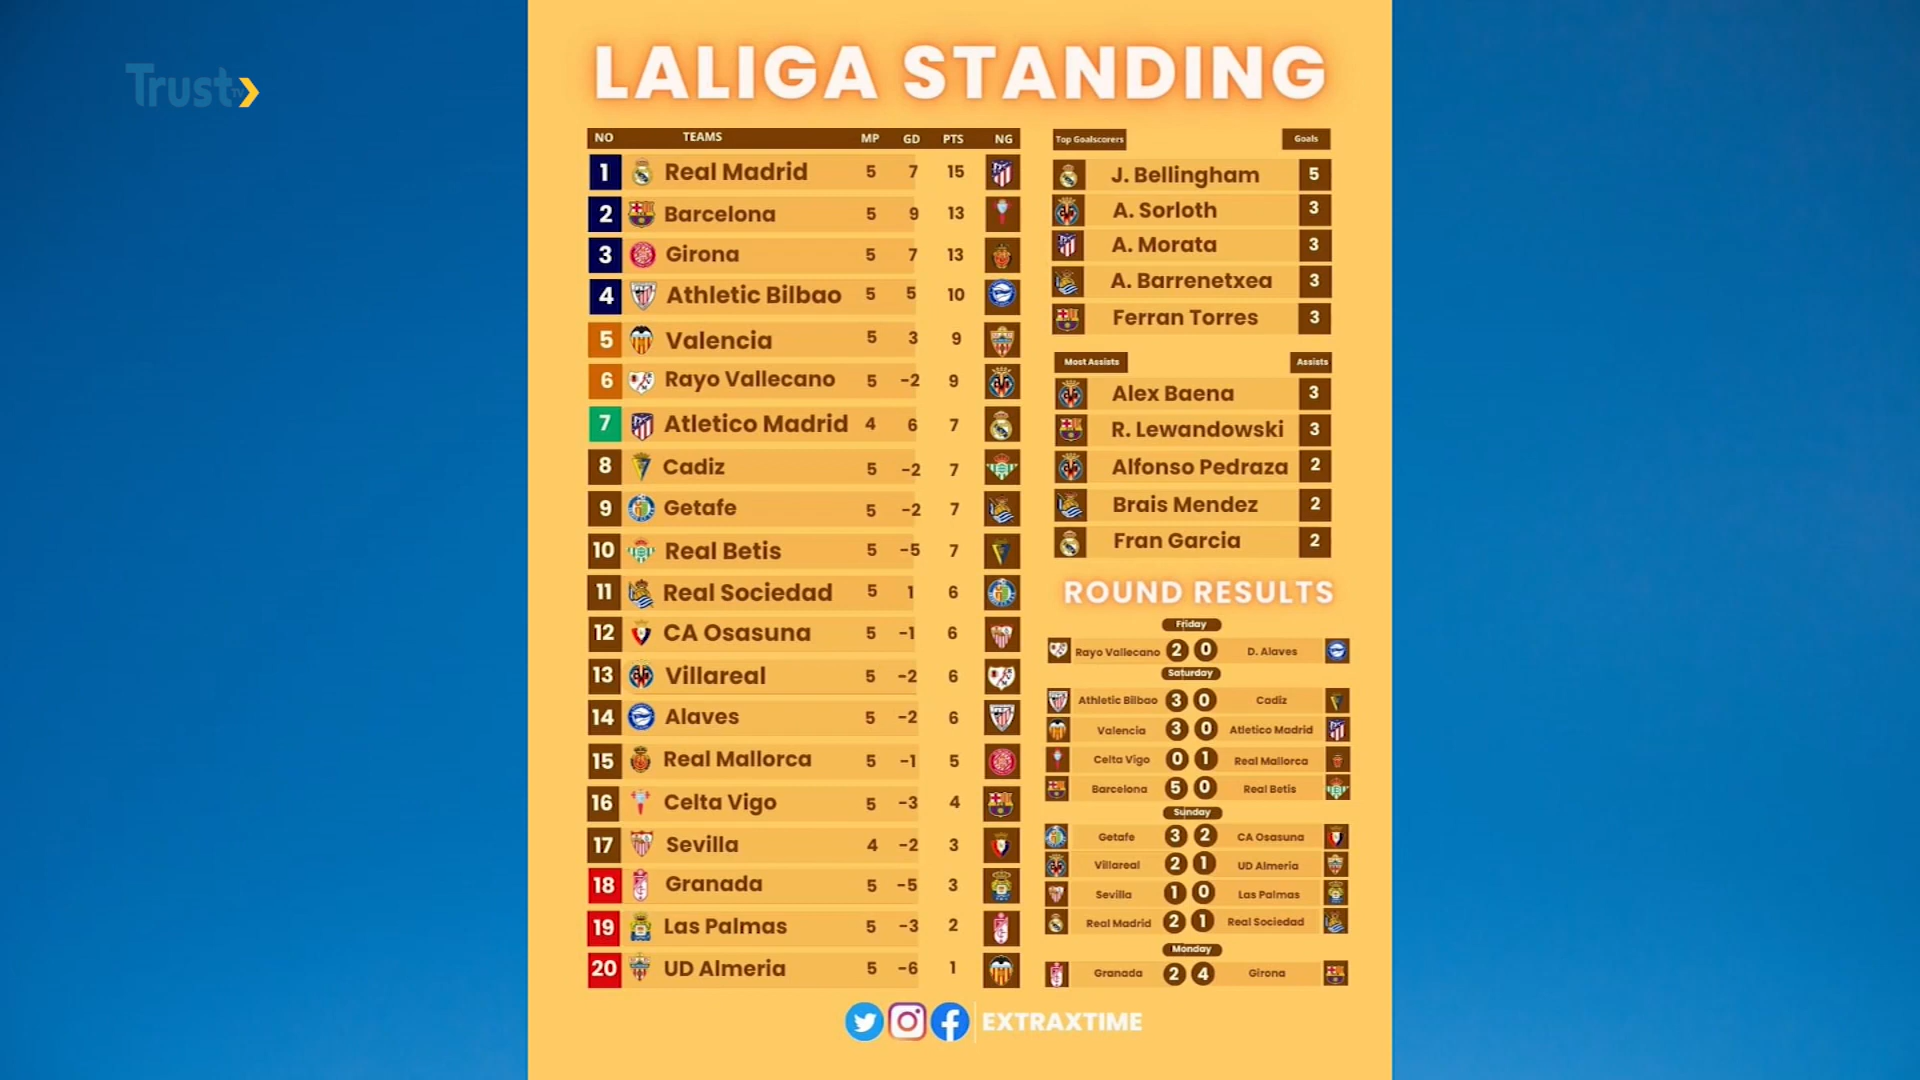 Trust TV
LALIGA STANDING
NO TEAMS MP GD PTS NG
1 Real Madrid 5 7 15
2 Barcelona 5 9 13
3 Girona 5 7 13
4 Athletic Bilbao 5 5 10
5 Valencia 5 3 9
6 Rayo Vallecano 5 -2 9
7 Atletico Madrid 4 6 7
8 Cadiz 5 -2 7
9 Getafe 5 -2 7
10 Real Betis 5 -5 7
11 Real Sociedad 5 1 6
12 CA Osasuna 5 -1 6
13 Villareal 5 -2 6
14 Alaves 5 -2 6
15 Real Mallorca 5 -1 5
16 Celta Vigo 5 -3 4
17 Sevilla 4 -2 3
18 Granada 5 -5 3
19 Las Palmas 5 -3 2
20 UD Almeria 5 -6 1
Top Goalscorers Goals
J. Bellingham 5
A. Sorloth 3
A. Morata 3
A. Barrenetxea 3
Ferran Torres 3
Most Assists Assists
Alex Baena 3
R. Lewandowski 3
Alfonso Pedraza 2
Brais Mendez 2
Fran Garcia 2
ROUND RESULTS
Friday
Rayo Vallecano 2 0 D. Alaves
Saturday
Athletic Bilbao 3 0 Cadiz
Valencia 3 0 Atletico Madrid
Celta Vigo 0 1 Real Mallorca
Barcelona 5 0 Real Betis
Sunday
Getafe 3 2 CA Osasuna
Villareal 2 1 UD Almeria
Sevilla 1 0 Las Palmas
Real Madrid 2 1 Real Sociedad
Monday
Granada 2 4 Girona
EXTRAXTIME